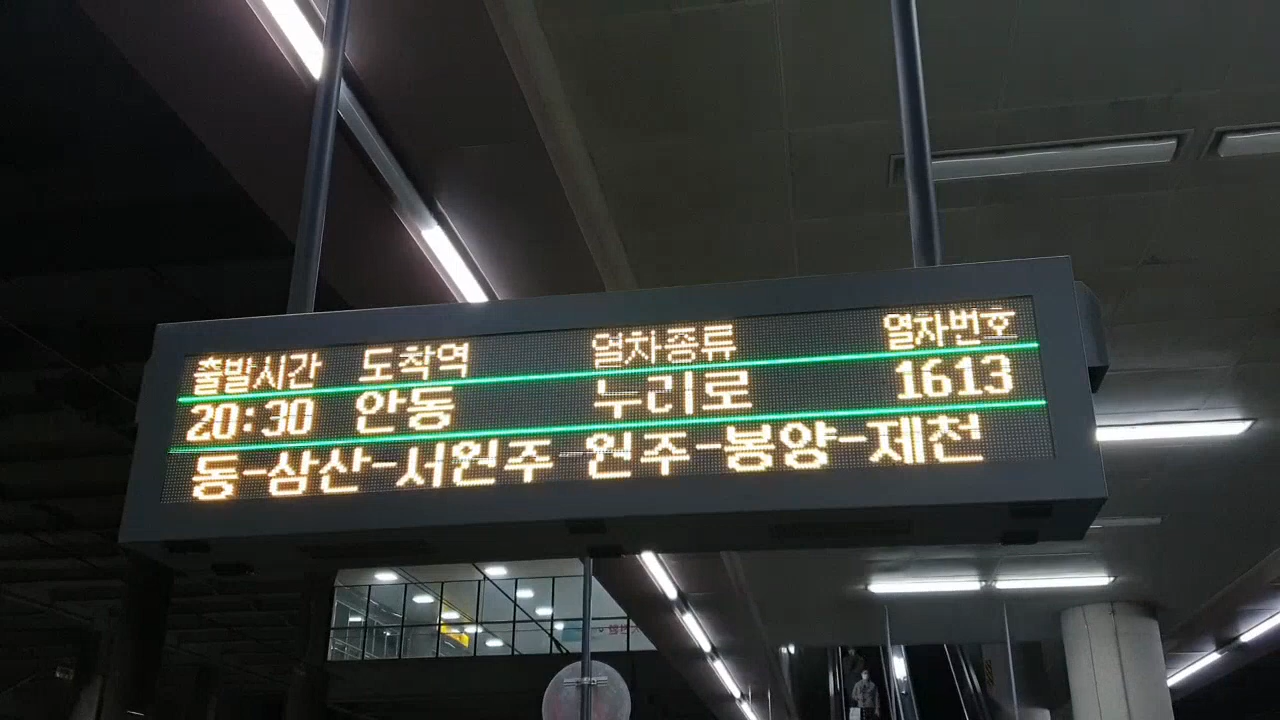 출발시간 도착역 열차종류 열차번호
20:30 안동 누리로 1613
동-삼산-서원주 원주-봉양-제천